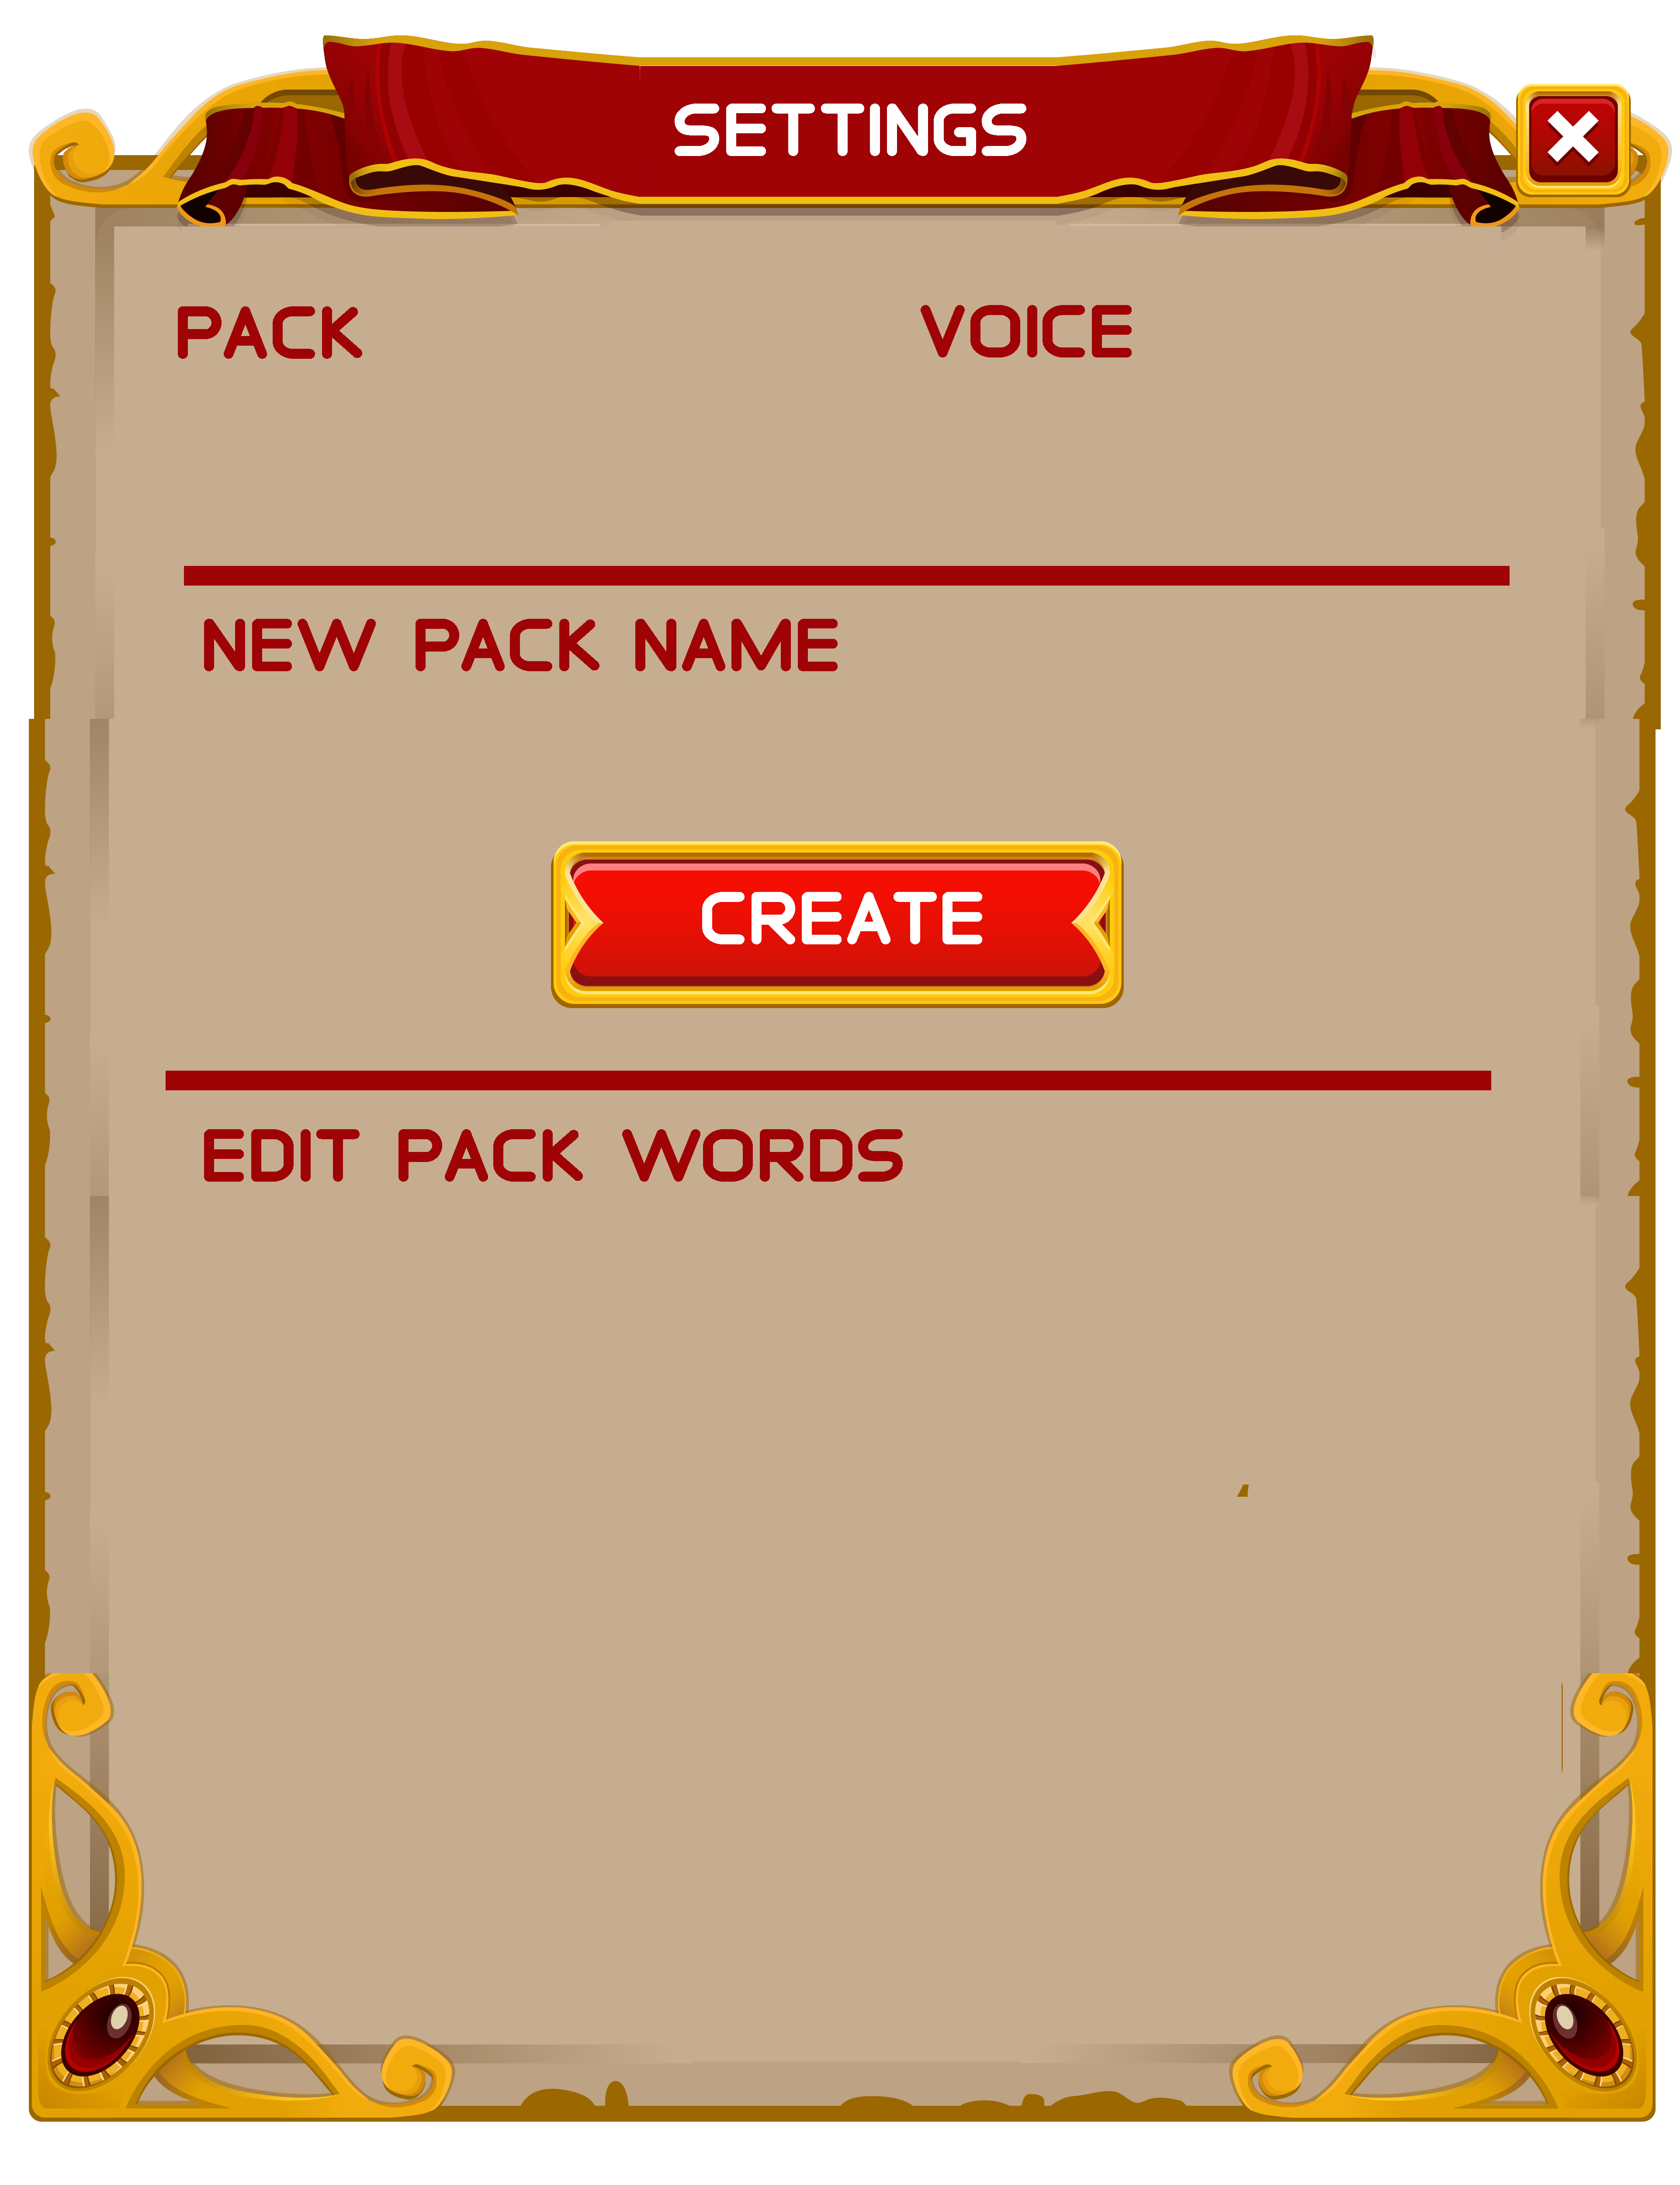 SETTINGS
PACK
VOICE
NEW PACK NAME
CREATE
EDIT PACK WORDS